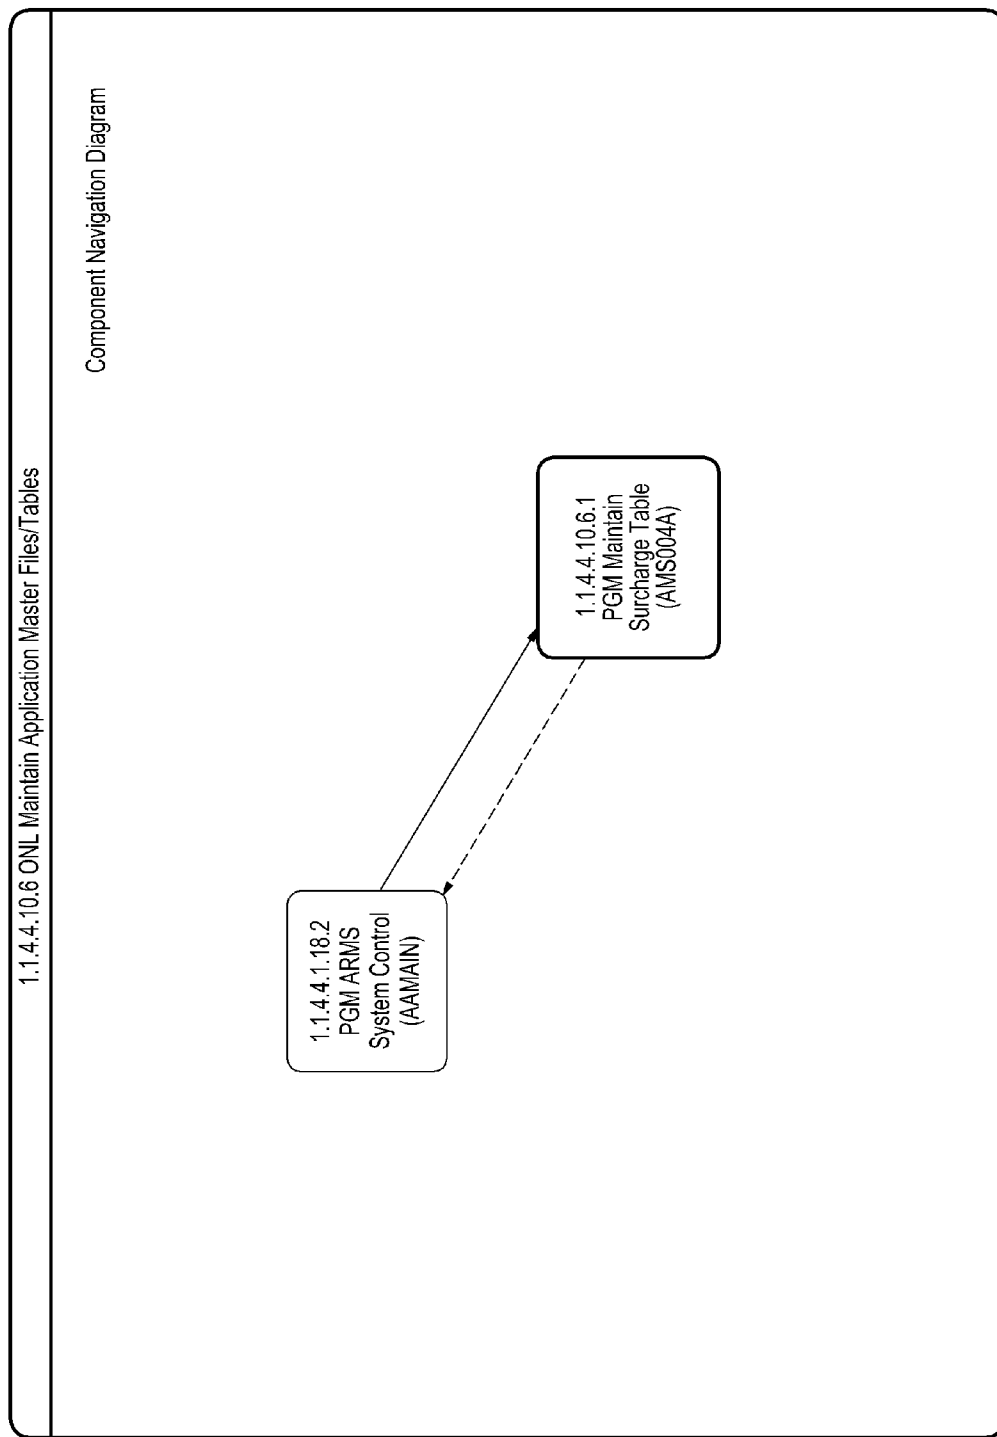 1.1.4.4.10.6 ONL Maintain Application Master Files/Tables
Component Navigation Diagram
1.1.4.4.1.18.2
PGM ARMS
System Control
(AAMAIN)
1.1.4.4.10.6.1
PGM Maintain
Surcharge Table
(AMS004A)